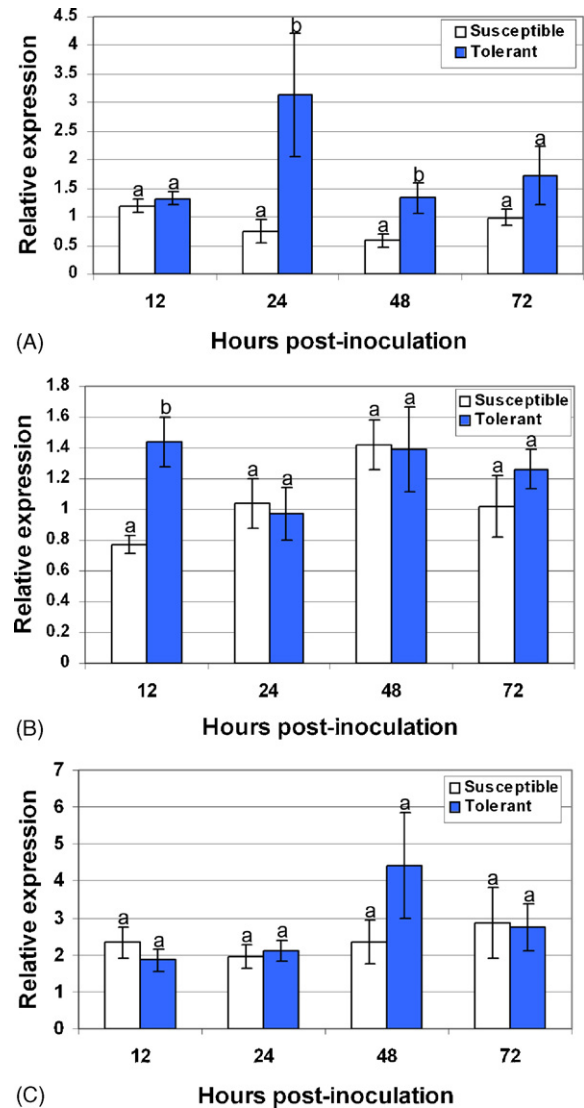 4.5
4
3.5
3
2.5
2
1.5
1
0.5
0
Relative expression
Susceptible
Tolerant
a a a b a b a a
12 24 48 72
Hours post-inoculation
(A)
1.8
1.6
1.4
1.2
1
0.8
0.6
0.4
0.2
0
Relative expression
Susceptible
Tolerant
a b a a a a a a
12 24 48 72
Hours post-inoculation
(B)
7
6
5
4
3
2
1
0
Relative expression
Susceptible
Tolerant
a a a a a a a a
12 24 48 72
Hours post-inoculation
(C)